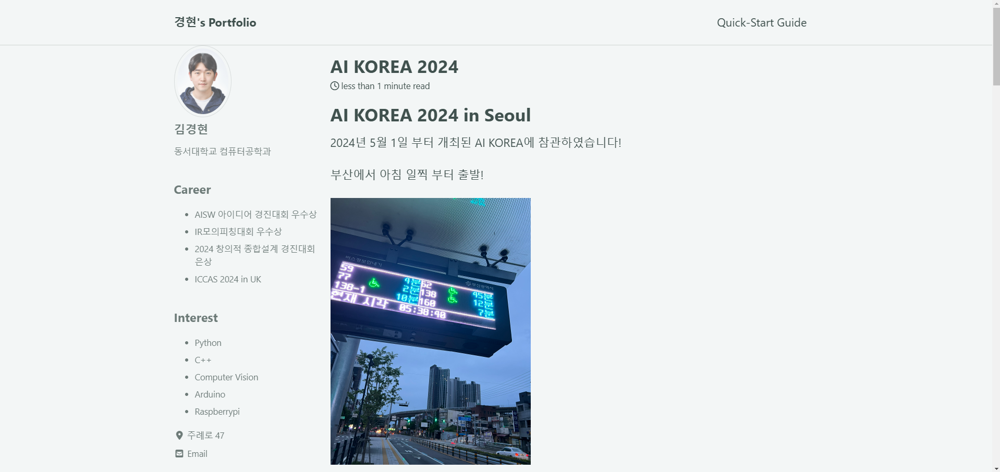 경현's Portfolio
Quick-Start Guide
김경현
동서대학교 컴퓨터공학과
Career
AISW 아이디어 경진대회 우수상
IR모의피칭대회 우수상
2024 창의적 종합설계 경진대회
은상
ICCAS 2024 in UK
Interest
Python
C++
Computer Vision
Arduino
Raspberrypi
주례로 47
Email
AI KOREA 2024
less than 1 minute read
AI KOREA 2024 in Seoul
2024년 5월 1일 부터 개최된 AI KOREA에 참관하였습니다!
부산에서 아침 일찍 부터 출발!
버스정보안내기
부산광역시
59 4분 62 45분
77 2분 138 12분
138-1 10분 160 7분
현재 시각 05:38:40